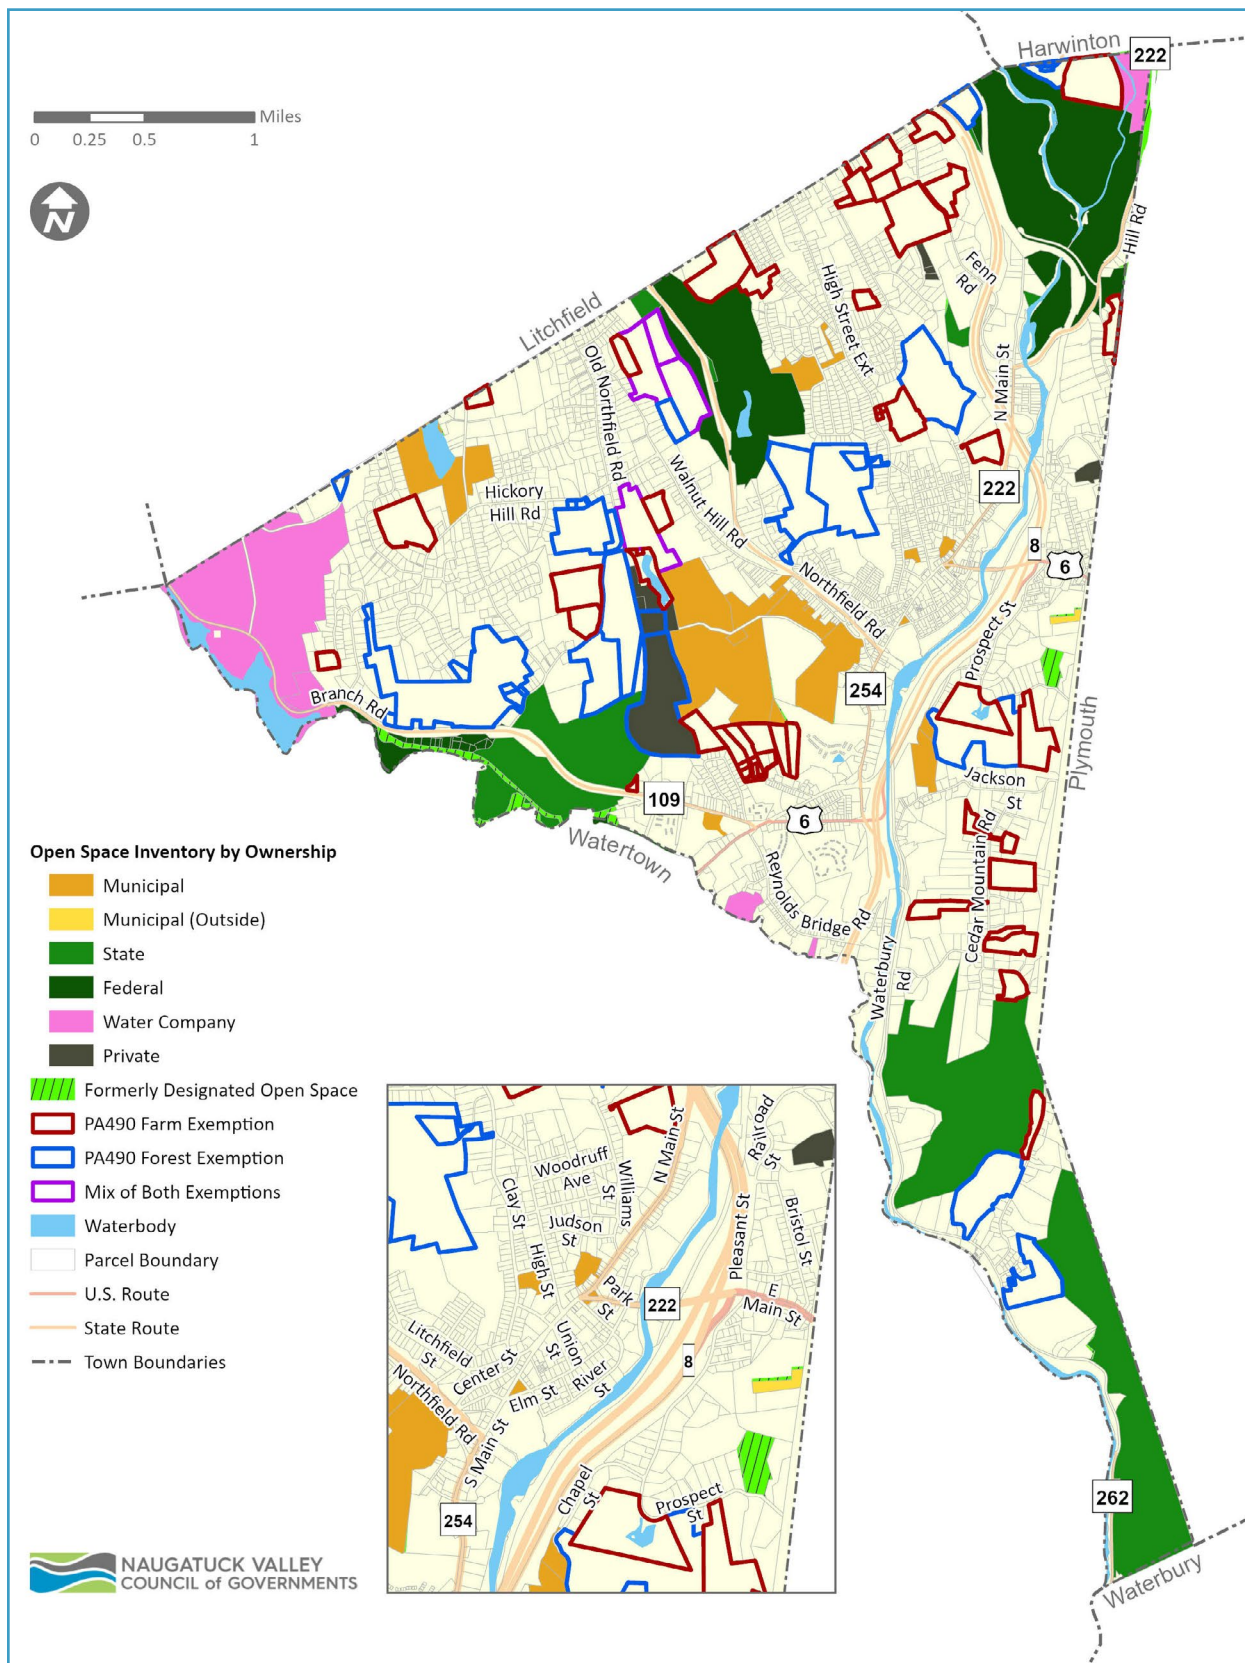 Harwinton
222
Miles
0 0.25 0.5 1
N
Hill Rd
Fenn
Rd
High Street Ext
Litchfield
Old Northfield Rd
N Main St
Walnut Hill Rd
Hickory
Hill Rd
222
8
6
Northfield Rd
Prospect St
254
Branch Rd
Plymouth
Jackson
St
109
6
Watertown
Cedar Mountain Rd
Reynolds Bridge Rd
Waterbury
Rd
Open Space Inventory by Ownership
Municipal
Municipal (Outside)
State
Federal
Water Company
Private
Formerly Designated Open Space
PA490 Farm Exemption
PA490 Forest Exemption
Mix of Both Exemptions
Waterbody
Parcel Boundary
U.S. Route
State Route
Town Boundaries
N Main St
Railroad
St
Woodruff
Ave
Williams
St
Clay St
Judson
St
High St
Pleasant St
Bristol St
Park
St
222
E
Main St
Union
St
Litchfield
St
Center St
River
St
8
Elm St
Northfield Rd
S Main St
Chapel
St
Prospect
St
254
262
Waterbury
NAUGATUCK VALLEY
COUNCIL of GOVERNMENTS